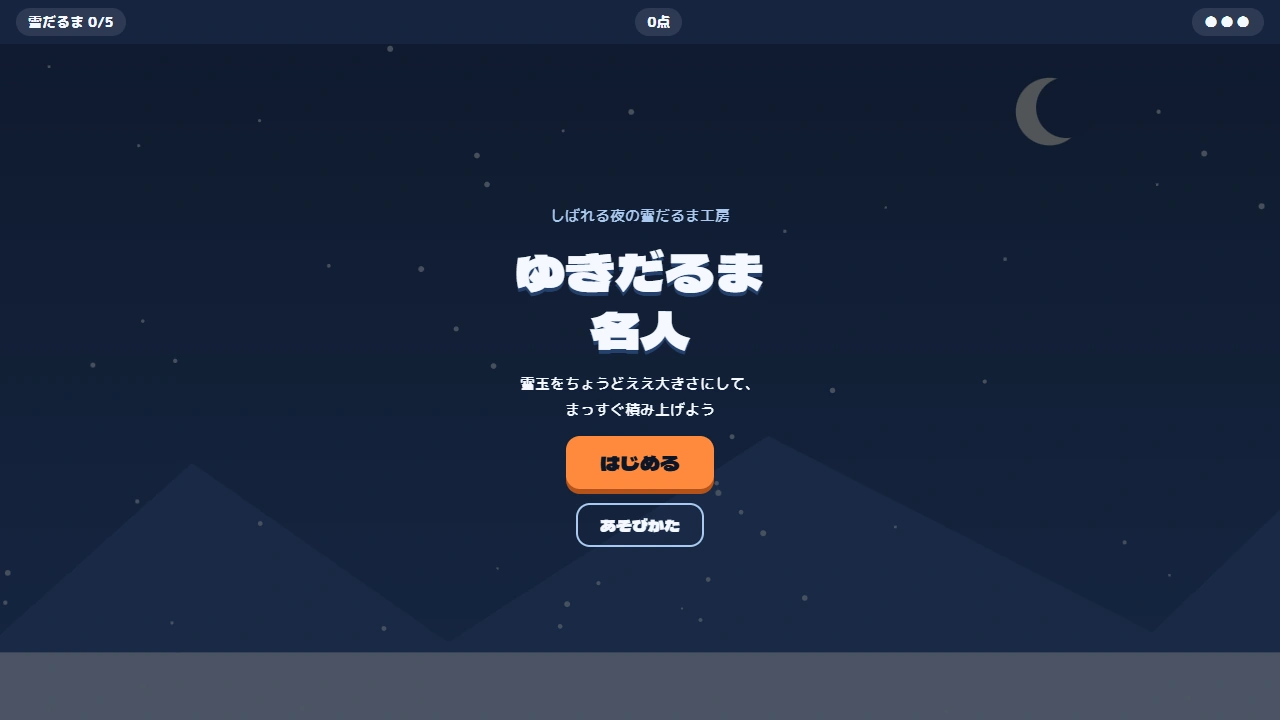 雪だるま 0/5
0点
しばれる夜の雪だるま工房
ゆきだるま
名人
雪玉をちょうどええ大きさにして、
まっすぐ積み上げよう
はじめる
あそびかた